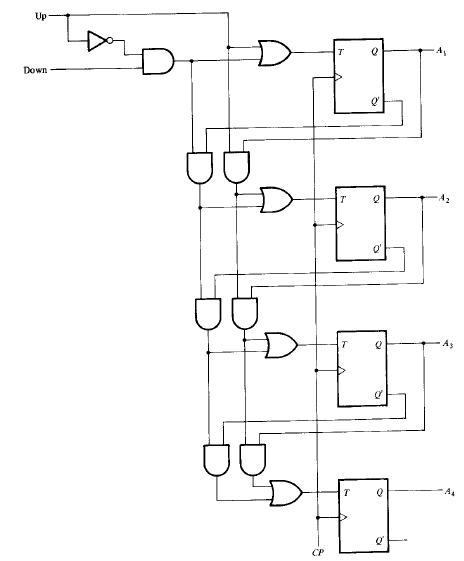 Up
T Q A₁
Down
Q'
T Q A₂
Q'
T Q A₃
Q'
T Q A₄
Q'
CP